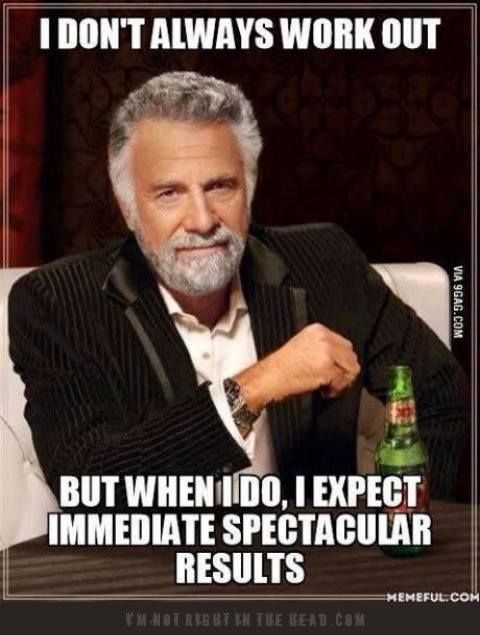 I DON'T ALWAYS WORK OUT
VIA 9GAG.COM
XX
BUT WHEN I DO, I EXPECT
IMMEDIATE SPECTACULAR
RESULTS
MEMEFUL.COM
I'M-NOT RIGHT IN THE HEAD.COM